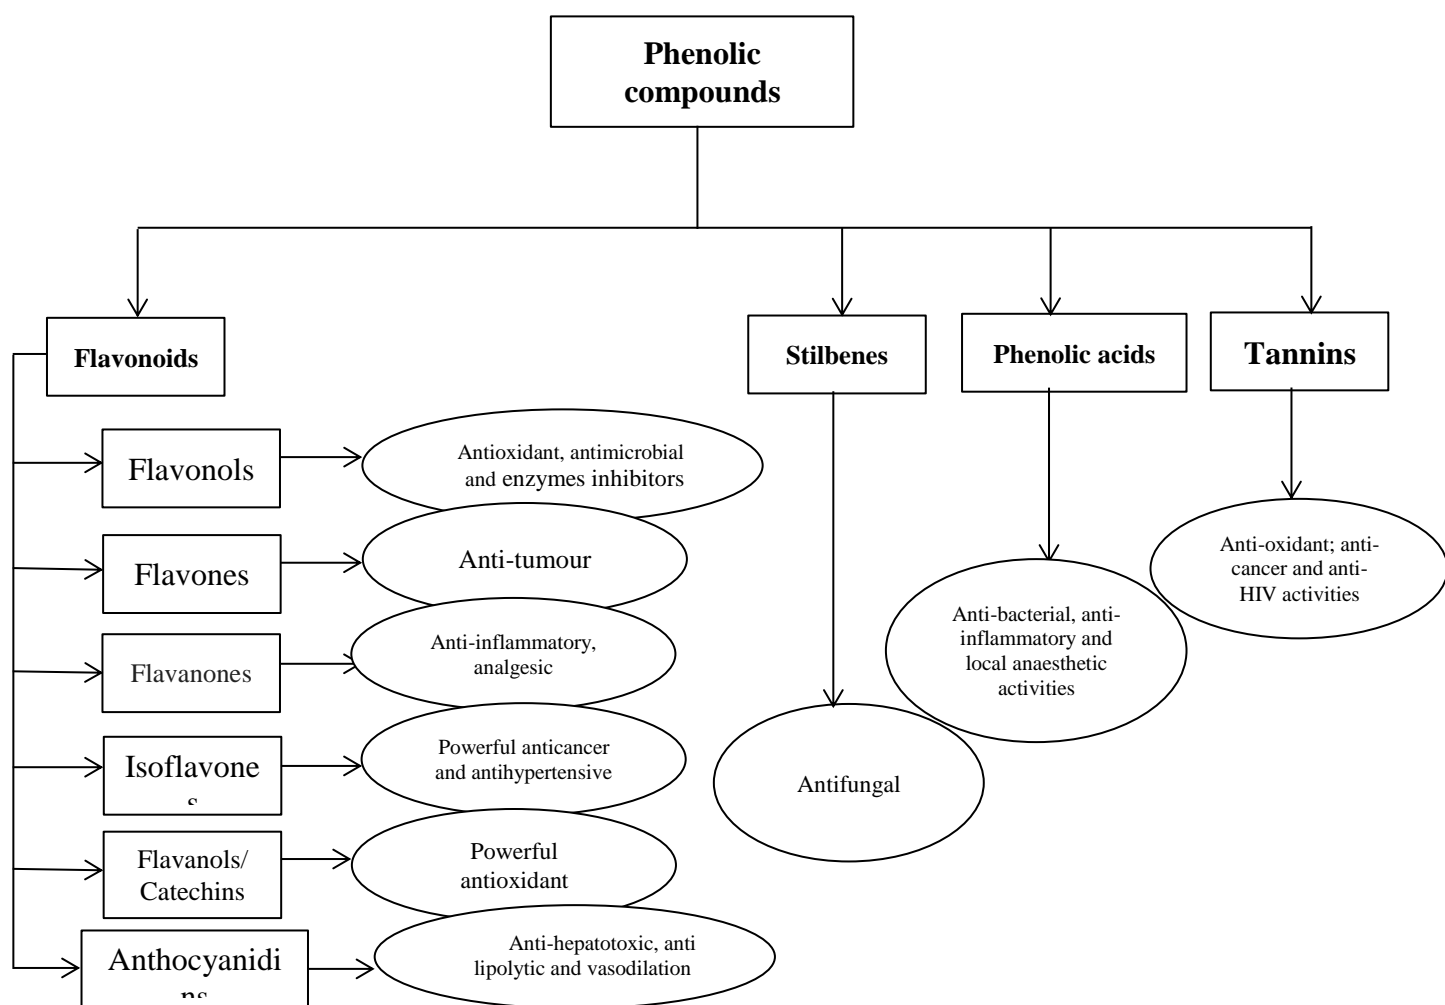 Phenolic
compounds
Flavonoids
Stilbenes
Phenolic acids
Tannins
Flavonols
Antioxidant, antimicrobial
and enzymes inhibitors
Flavones
Anti-tumour
Flavanones
Anti-inflammatory,
analgesic
Isoflavone
s
Powerful anticancer
and antihypertensive
Flavanols/
Catechins
Powerful
antioxidant
Anthocyanidi
ns
Anti-hepatotoxic, anti
lipolytic and vasodilation
Antifungal
Anti-bacterial, anti-
inflammatory and
local anaesthetic
activities
Anti-oxidant; anti-
cancer and anti-
HIV activities